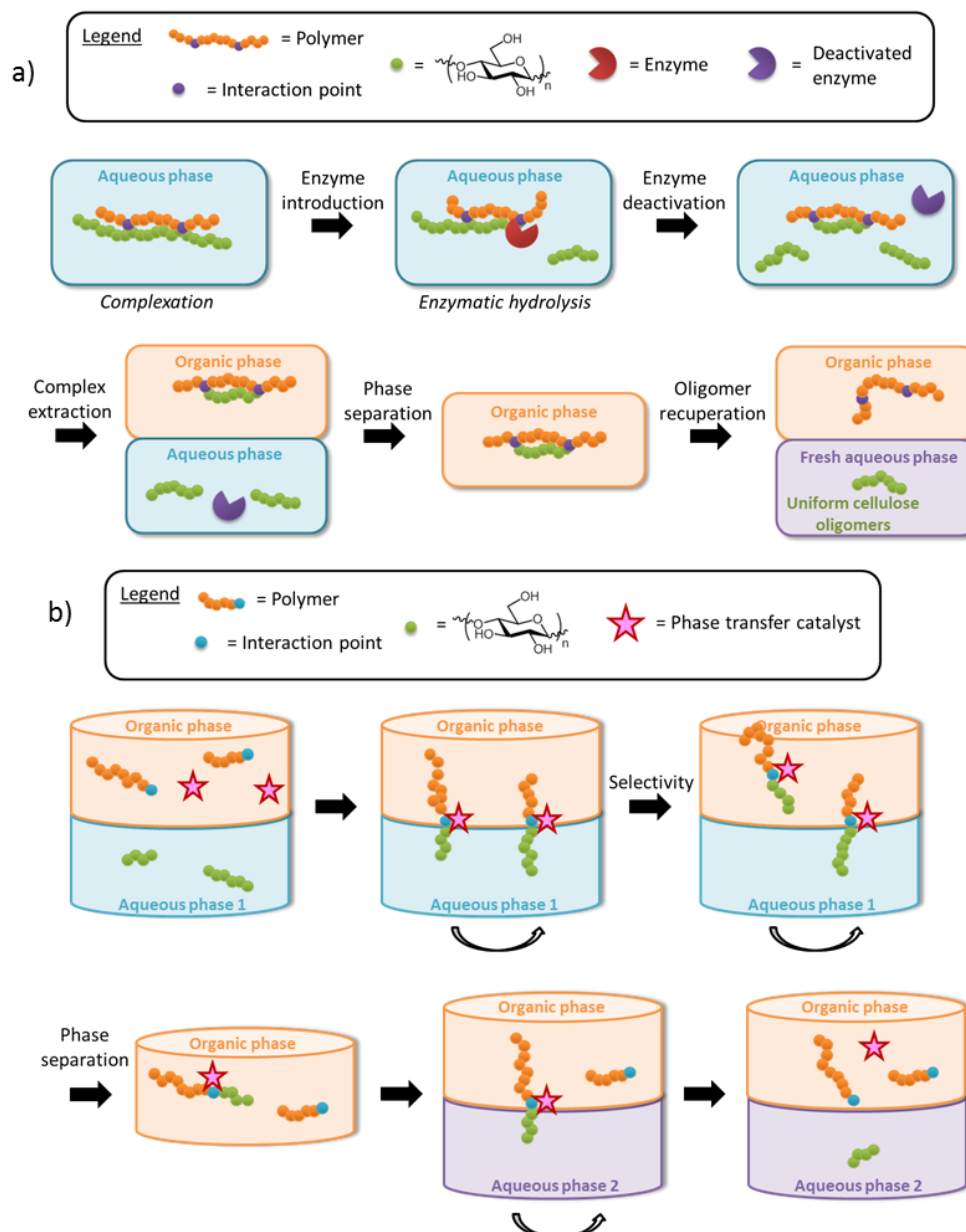 a)
Legend
= Polymer
= Interaction point
=
OH
O
HO
OH
O
n
= Enzyme
= Deactivated
enzyme
Aqueous phase
Complexation
Enzyme
introduction
Aqueous phase
Enzymatic hydrolysis
Enzyme
deactivation
Aqueous phase
Complex
extraction
Organic phase
Aqueous phase
Phase
separation
Organic phase
Oligomer
recuperation
Organic phase
Fresh aqueous phase
Uniform cellulose
oligomers
b)
Legend
= Polymer
= Interaction point
=
OH
O
HO
OH
O
n
= Phase transfer catalyst
Organic phase
Aqueous phase 1
Organic phase
Aqueous phase 1
Selectivity
Organic phase
Aqueous phase 1
Phase
separation
Organic phase
Organic phase
Aqueous phase 2
Organic phase
Aqueous phase 2